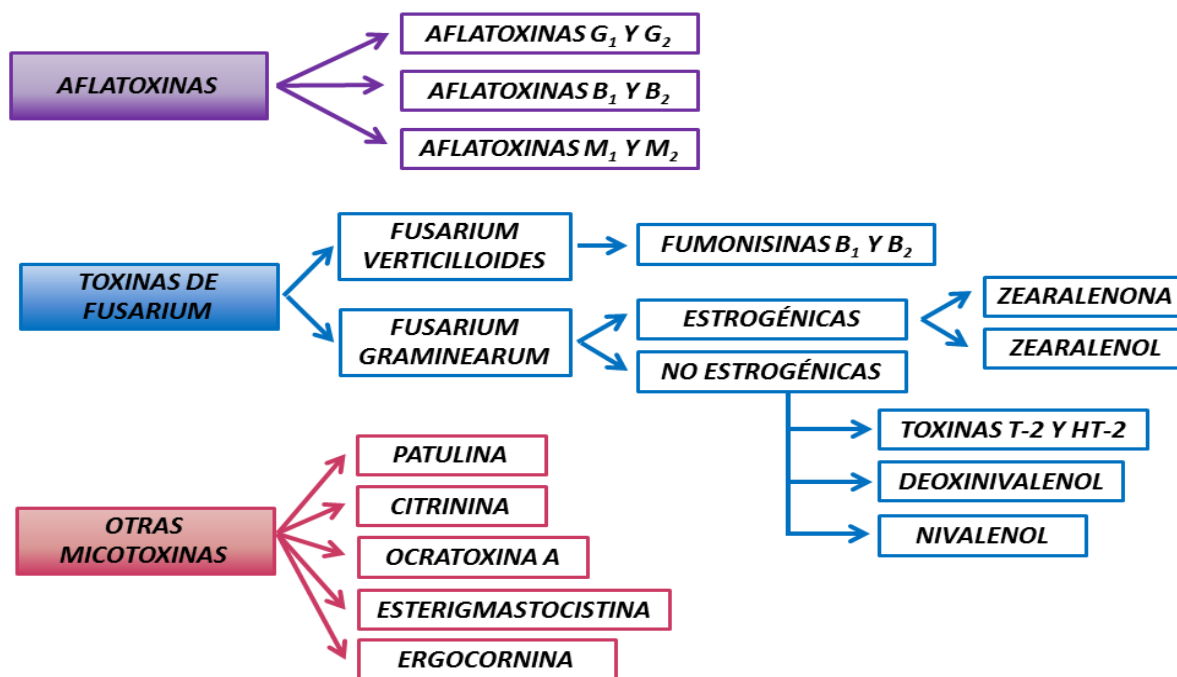 AFLATOXINAS
AFLATOXINAS G₁ Y G₂
AFLATOXINAS B₁ Y B₂
AFLATOXINAS M₁ Y M₂
TOXINAS DE
FUSARIUM
FUSARIUM
VERTICILLOIDES
FUMONISINAS B₁ Y B₂
FUSARIUM
GRAMINEARUM
ESTROGÉNICAS
ZEARALENONA
ZEARALENOL
NO ESTROGÉNICAS
TOXINAS T-2 Y HT-2
DEOXINIVALENOL
NIVALENOL
OTRAS
MICOTOXINAS
PATULINA
CITRININA
OCRATOXINA A
ESTERIGMASTOCISTINA
ERGOCORNINA